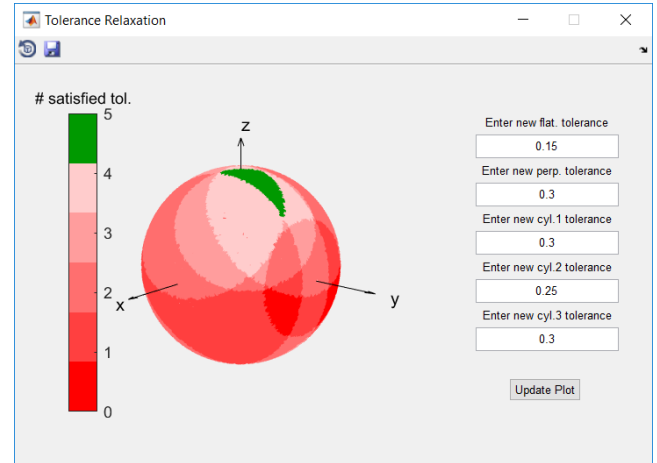 Tolerance Relaxation
# satisfied tol.
5
4
3
2
1
0
z
x
y
Enter new flat. tolerance
0.15
Enter new perp. tolerance
0.3
Enter new cyl.1 tolerance
0.3
Enter new cyl.2 tolerance
0.25
Enter new cyl.3 tolerance
0.3
Update Plot